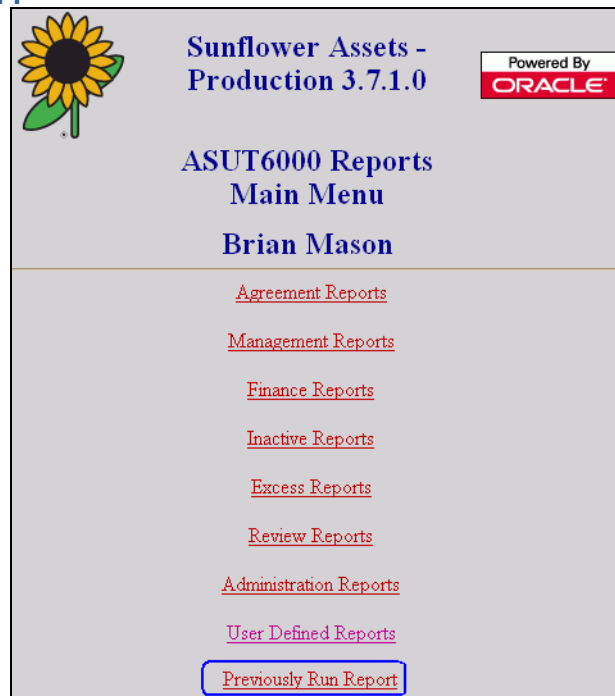 Sunflower Assets -
Production 3.7.1.0
Powered By
ORACLE
ASUT6000 Reports
Main Menu
Brian Mason
Agreement Reports
Management Reports
Finance Reports
Inactive Reports
Excess Reports
Review Reports
Administration Reports
User Defined Reports
Previously Run Report